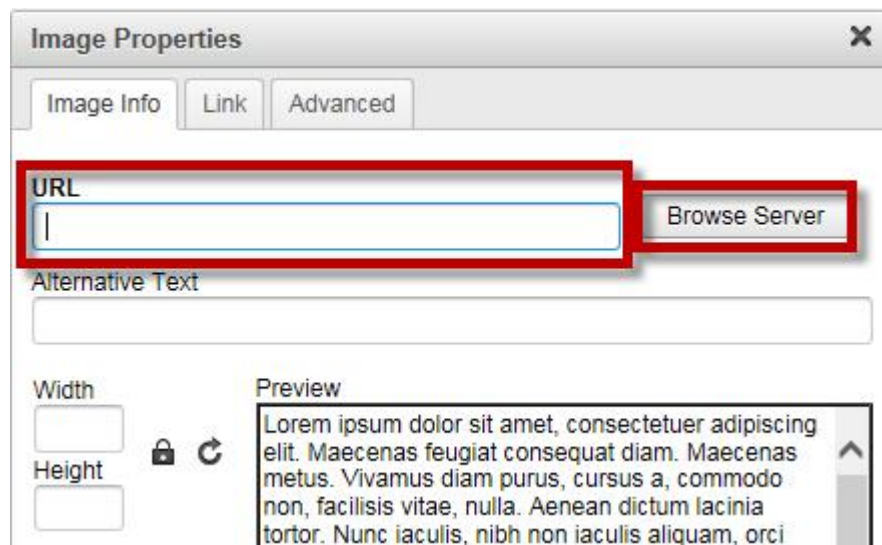 Image Properties
Image Info
Link
Advanced
URL
Browse Server
Alternative Text
Width
Height
Preview
Lorem ipsum dolor sit amet, consectetuer adipiscing
elit. Maecenas feugiat consequat diam. Maecenas
metus. Vivamus diam purus, cursus a, commodo
non, facilisis vitae, nulla. Aenean dictum lacinia
tortor. Nunc iaculis, nibh non iaculis aliquam, orci